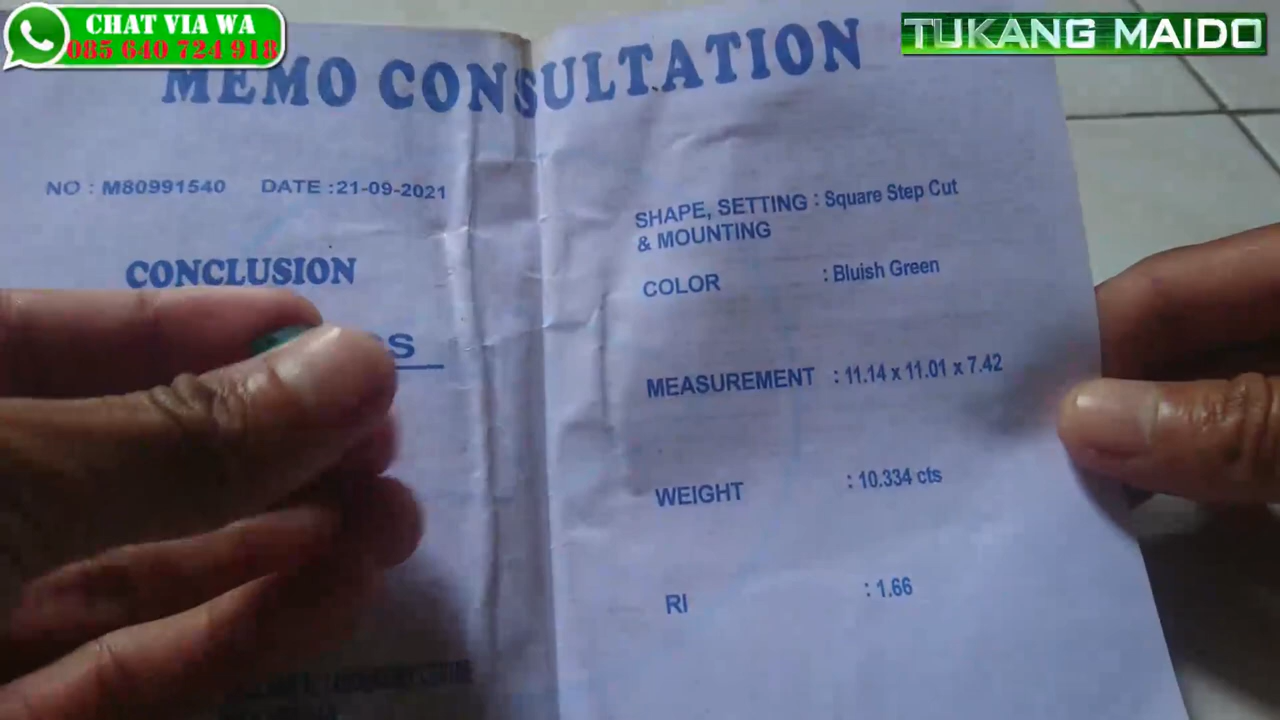 CHAT VIA WA
085 640 724 918
TUKANG MAIDO
MEMO CONSULTATION
NO : M80991540 DATE :21-09-2021
CONCLUSION
SHAPE, SETTING : Square Step Cut
& MOUNTING
COLOR : Bluish Green
MEASUREMENT : 11.14 x 11.01 x 7.42
WEIGHT : 10.334 cts
RI : 1.66